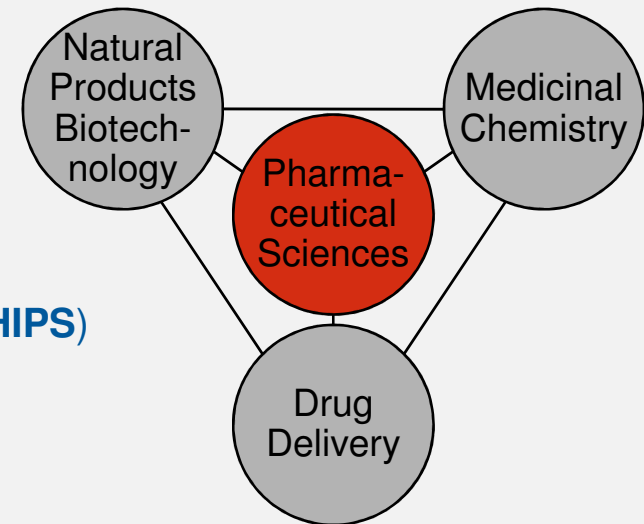 Natural
Products
Biotech-
nology
Medicinal
Chemistry
Pharma-
ceutical
Sciences
HIPS)
Drug
Delivery